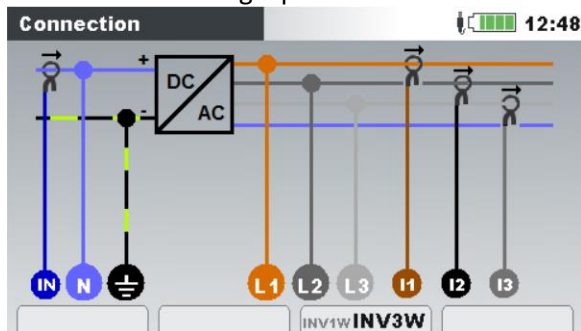 Connection 12:48
+
DC
-
AC
IN N L1 L2 L3 I1 I2 I3
INV1W INV3W